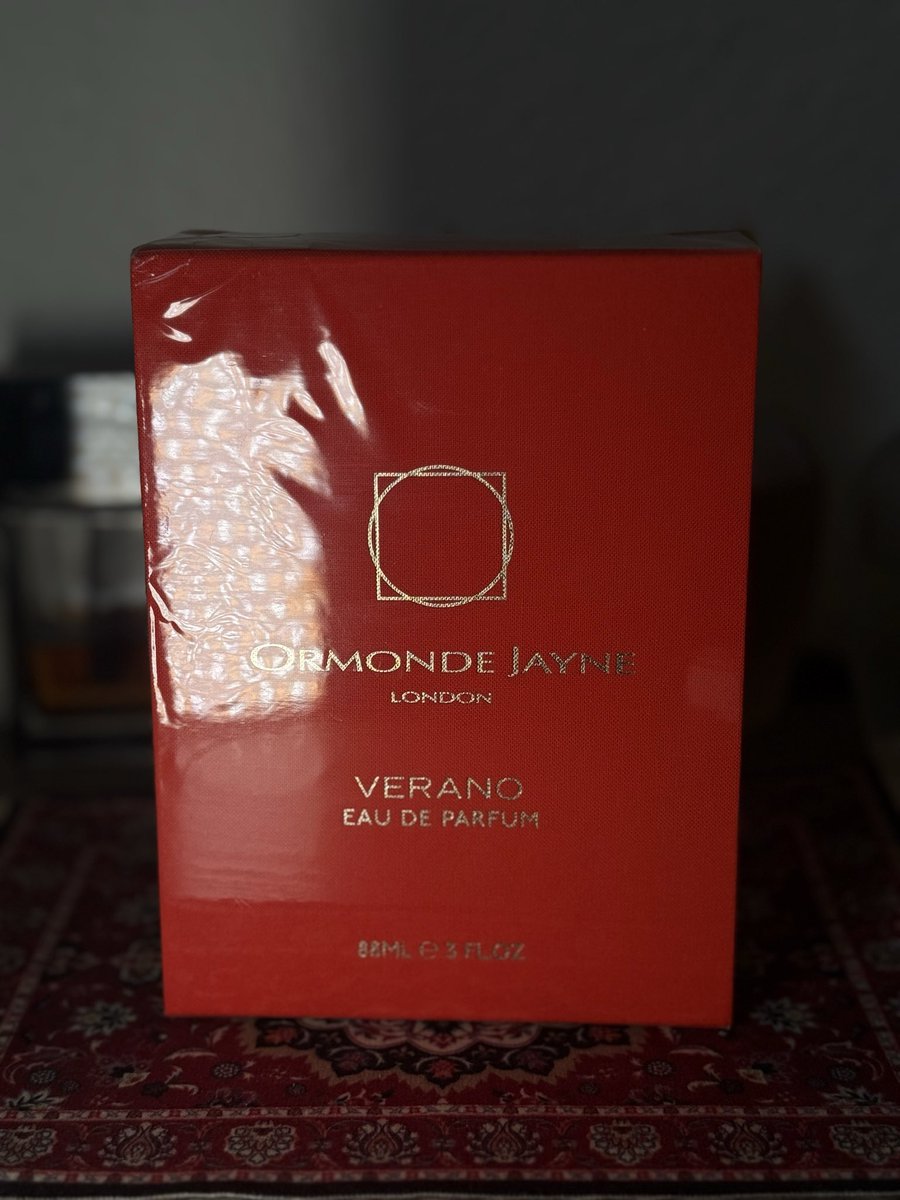 ORMONDE JAYNE
LONDON
VERANO
EAU DE PARFUM
88ML ℮ 3 FL.OZ